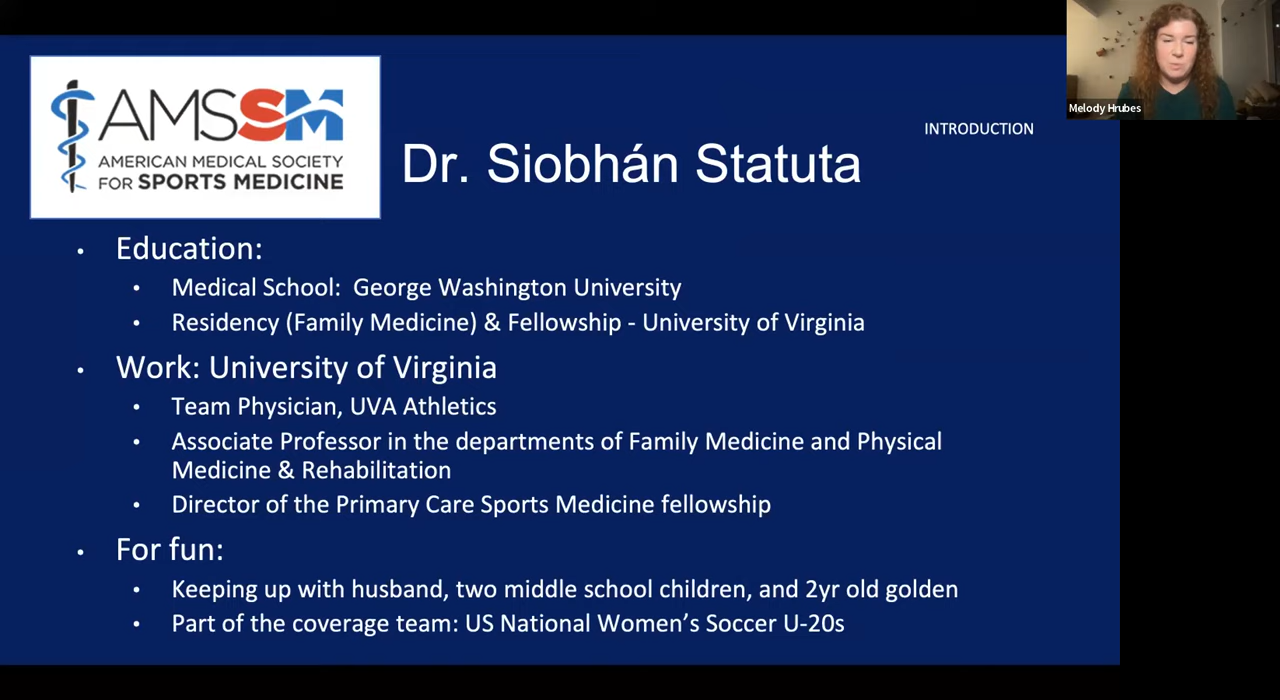 AMSSM
AMERICAN MEDICAL SOCIETY
FOR SPORTS MEDICINE
INTRODUCTION
Dr. Siobhán Statuta
Melody Hrubes
• Education:
• Medical School:  George Washington University
• Residency (Family Medicine) & Fellowship - University of Virginia
• Work: University of Virginia
• Team Physician, UVA Athletics
• Associate Professor in the departments of Family Medicine and Physical
Medicine & Rehabilitation
• Director of the Primary Care Sports Medicine fellowship
• For fun:
• Keeping up with husband, two middle school children, and 2yr old golden
• Part of the coverage team: US National Women’s Soccer U-20s